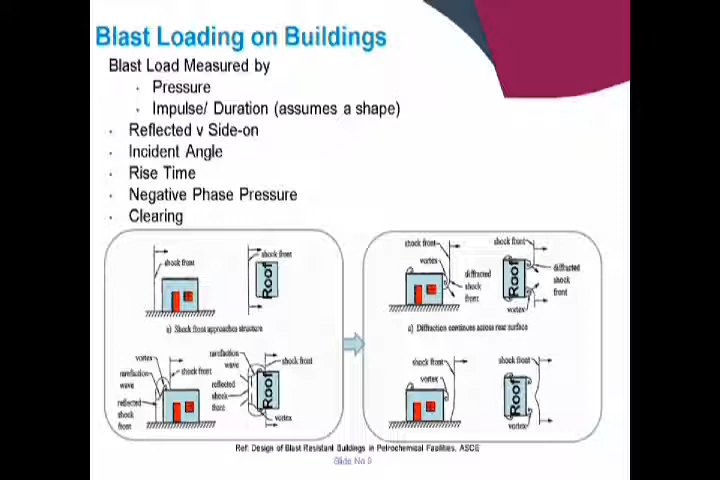 Blast Loading on Buildings
Blast Load Measured by
· Pressure
· Impulse/ Duration (assumes a shape)
· Reflected v Side-on
· Incident Angle
· Rise Time
· Negative Phase Pressure
· Clearing
shock front
shock front
Roof
a) Shock front approaches structure
vortex
rarefaction
wave
shock front
reflected
shock
front
rarefaction
wave
shock front
reflected
shock
front
Roof
vortex
shock front
vortex
diffracted
shock
front
shock front
Roof
diffracted
shock
front
vortex
c) Diffraction continues across rear surface
shock front
vortex
shock front
Roof
vortex
Ref: Design of Blast Resistant Buildings in Petrochemical Facilities, ASCE
Slide No 9